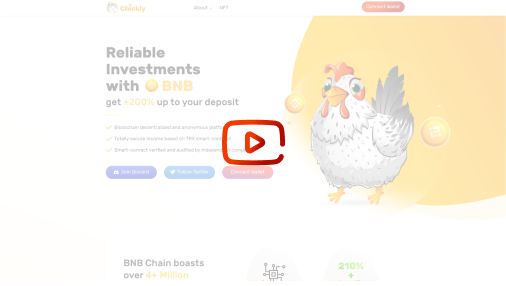 Chickly
About
NFT
Connect wallet
Reliable
Investments
with BNB
get +200% up to your deposit
Blockchain decentralized and anonymous platform
Totally secure income based on TRX smart-contract
Smart-contract verified and audited by independent
Join Discord
Follow Twitter
Connect wallet
BNB Chain boasts
over 4+ Million
210%
+